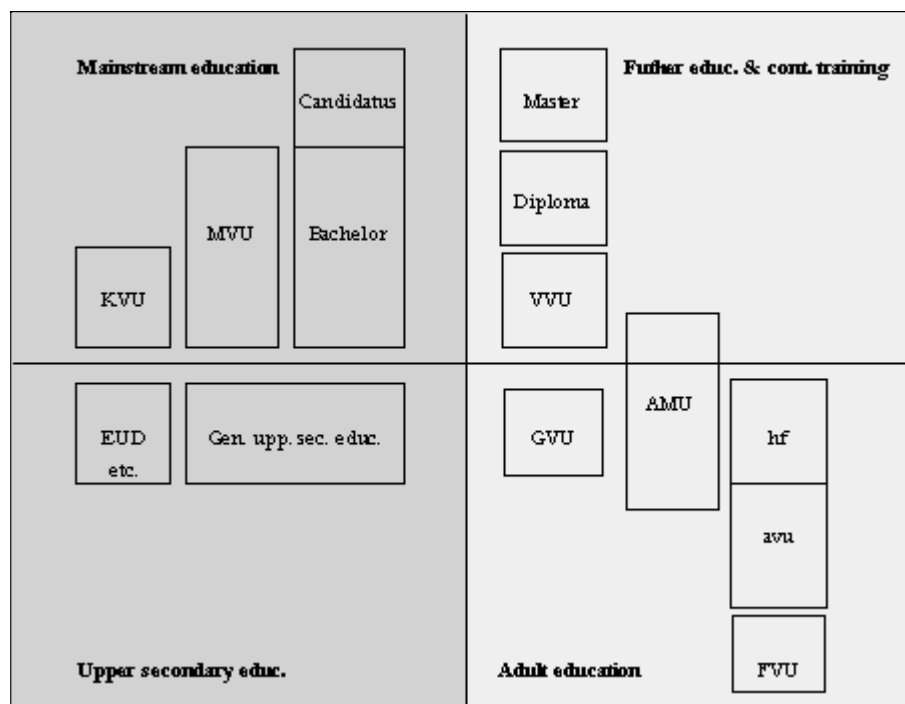 Mainstream education
Candidatus
MVU
Bachelor
KVU
Futher educ. & cont. training
Master
Diploma
VVU
EUD
etc.
Gen. upp. sec. educ.
Upper secondary educ.
GVU
AMU
hf
avu
FVU
Adult education